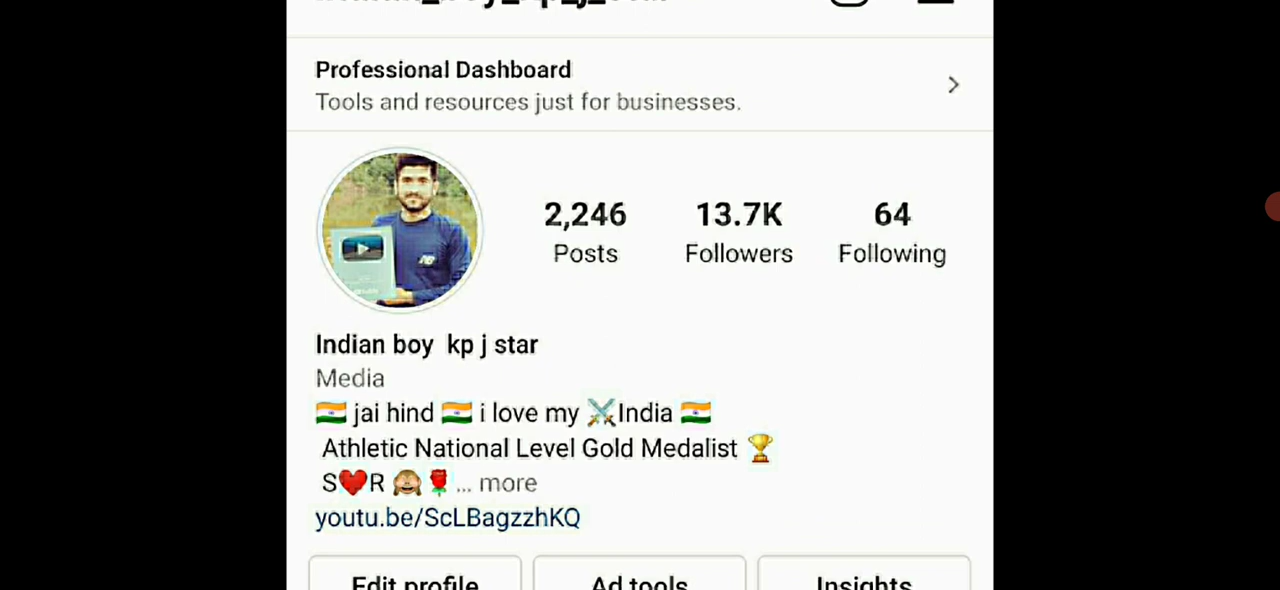 Professional Dashboard
Tools and resources just for businesses.
2,246 13.7K 64
Posts Followers Following
Indian boy kp j star
Media
🇮🇳 jai hind 🇮🇳 i love my ⚔️India 🇮🇳
Athletic National Level Gold Medalist 🏆
S❤️R 🙈🌹... more
youtu.be/ScLBagzzhKQ
Edit profile Ad tools Insights